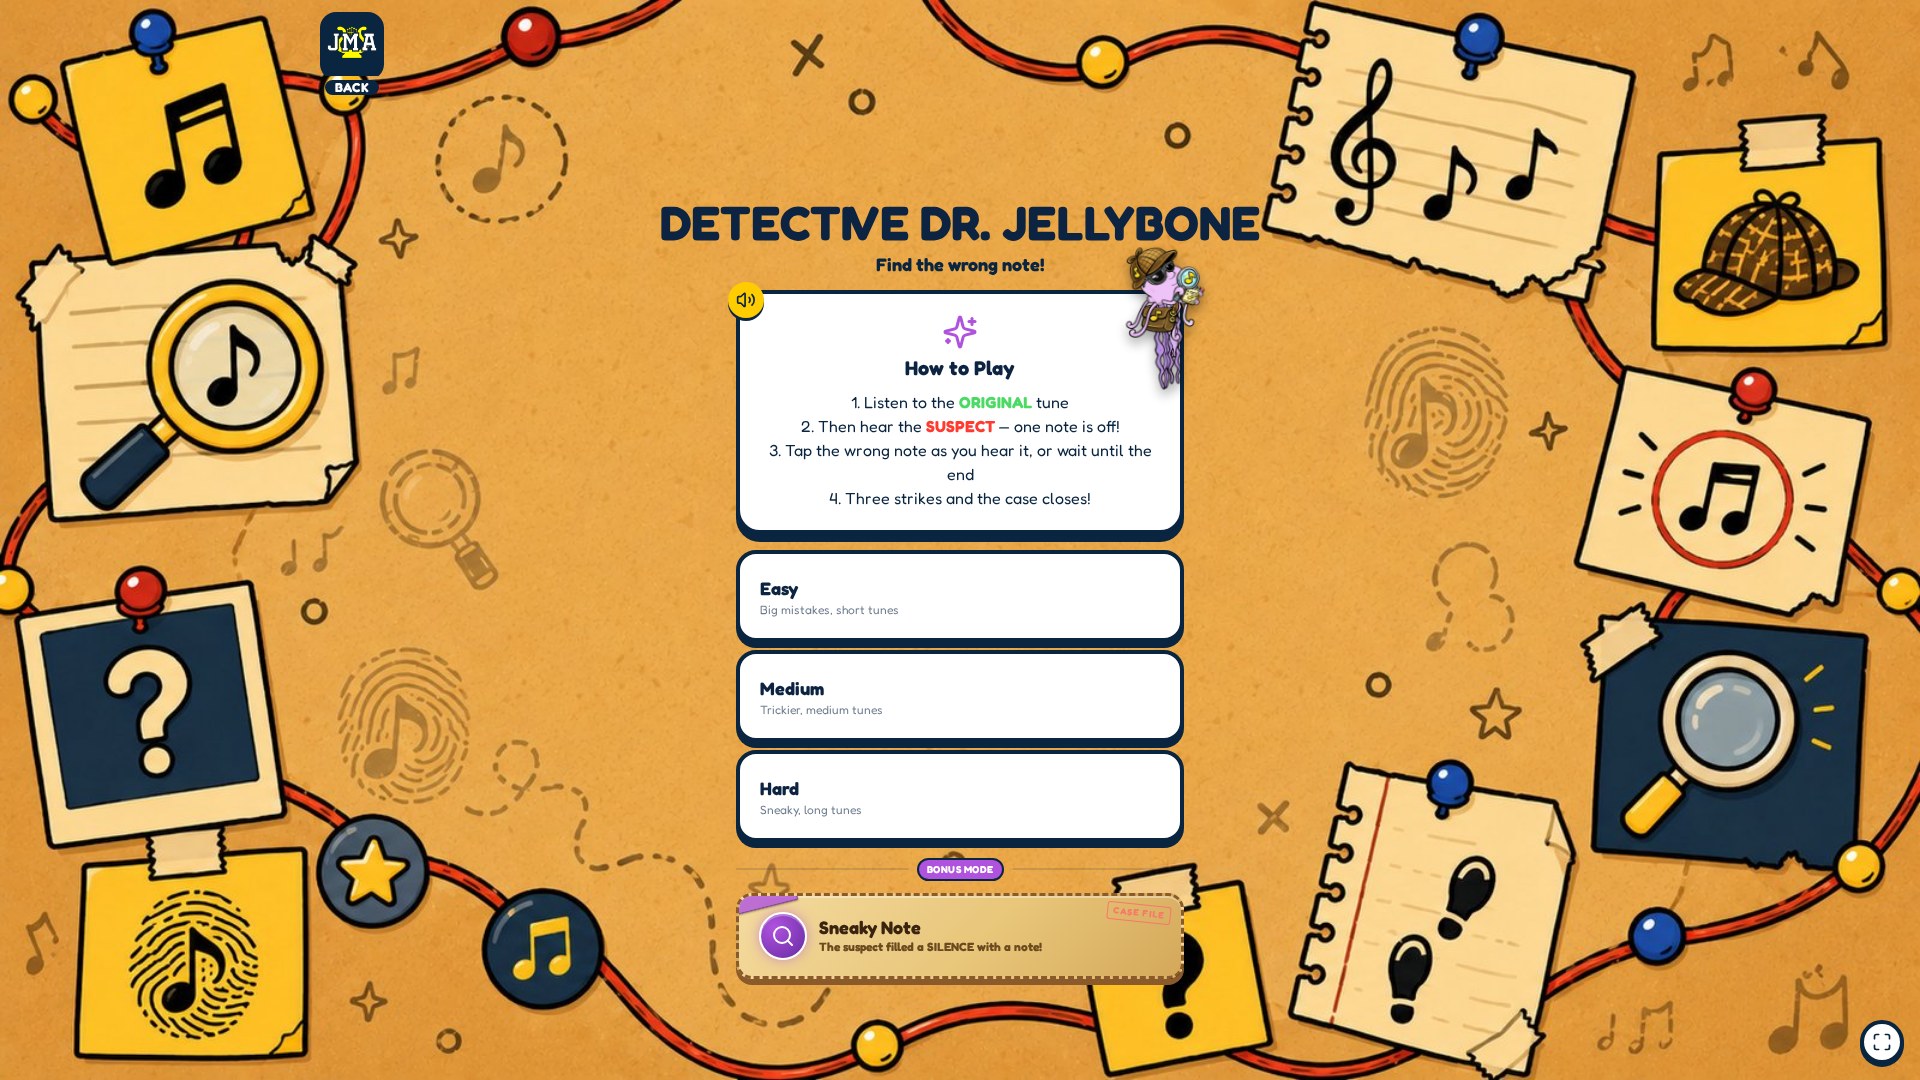 JMA
BACK
DETECTIVE DR. JELLYBONE
Find the wrong note!
How to Play
1. Listen to the ORIGINAL tune
2. Then hear the SUSPECT — one note is off!
3. Tap the wrong note as you hear it, or wait until the
end
4. Three strikes and the case closes!
Easy
Big mistakes, short tunes
Medium
Trickier, medium tunes
Hard
Sneaky, long tunes
BONUS MODE
CASE FILE
Sneaky Note
The suspect filled a SILENCE with a note!
?
?